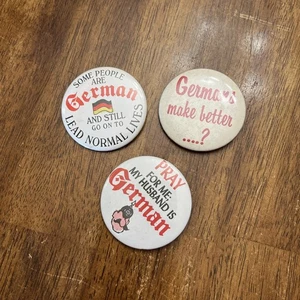 SOME PEOPLE
ARE
German
AND STILL
GO ON TO
LEAD NORMAL LIVES
Germans
make better
....?
PRAY
FOR ME:
MY HUSBAND IS
German